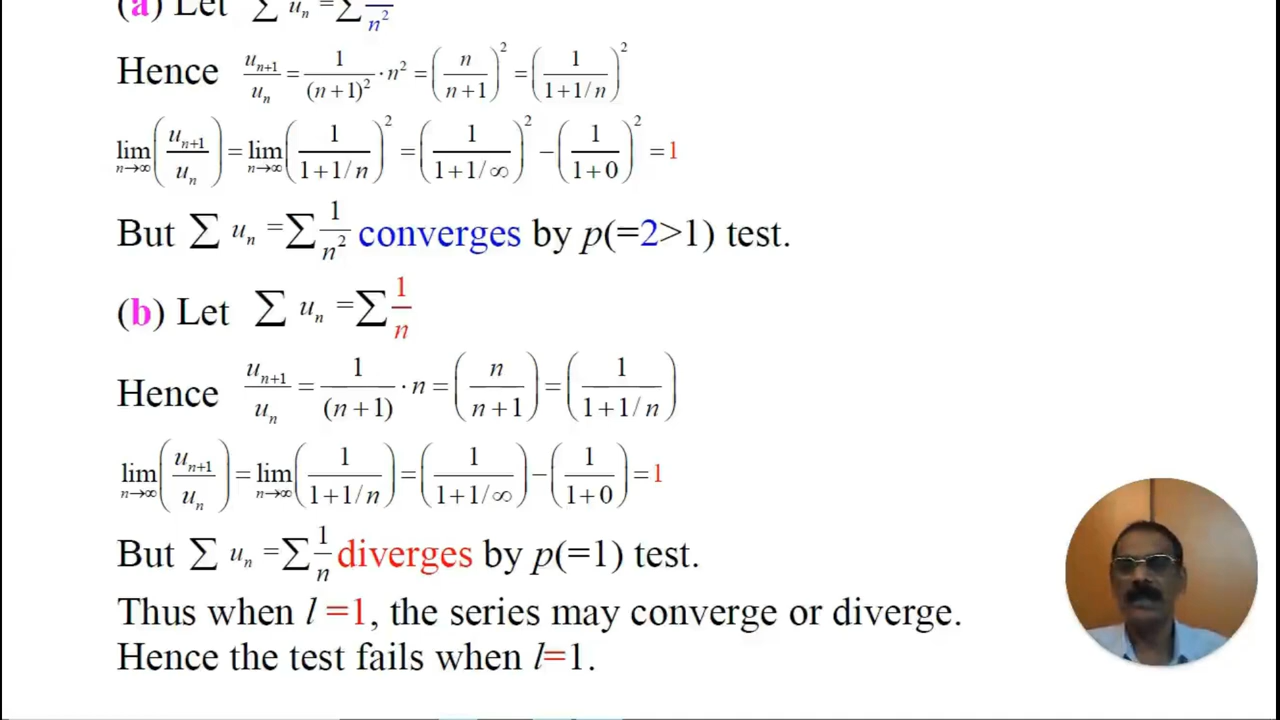 (a) Let ∑ uₙ = ∑ 1/n²
Hence uₙ₊₁/uₙ = 1/(n+1)² · n² = (n/(n+1))² = (1/(1+1/n))²
lim n→∞ (uₙ₊₁/uₙ) = lim n→∞ (1/(1+1/n))² = (1/(1+1/∞))² − (1/(1+0))² = 1
But ∑ uₙ = ∑ 1/n² converges by p(=2>1) test.
(b) Let ∑ uₙ = ∑ 1/n
Hence uₙ₊₁/uₙ = 1/(n+1) · n = (n/(n+1)) = (1/(1+1/n))
lim n→∞ (uₙ₊₁/uₙ) = lim n→∞ (1/(1+1/n)) = (1/(1+1/∞)) − (1/(1+0)) = 1
But ∑ uₙ = ∑ 1/n diverges by p(=1) test.
Thus when l =1, the series may converge or diverge.
Hence the test fails when l=1.